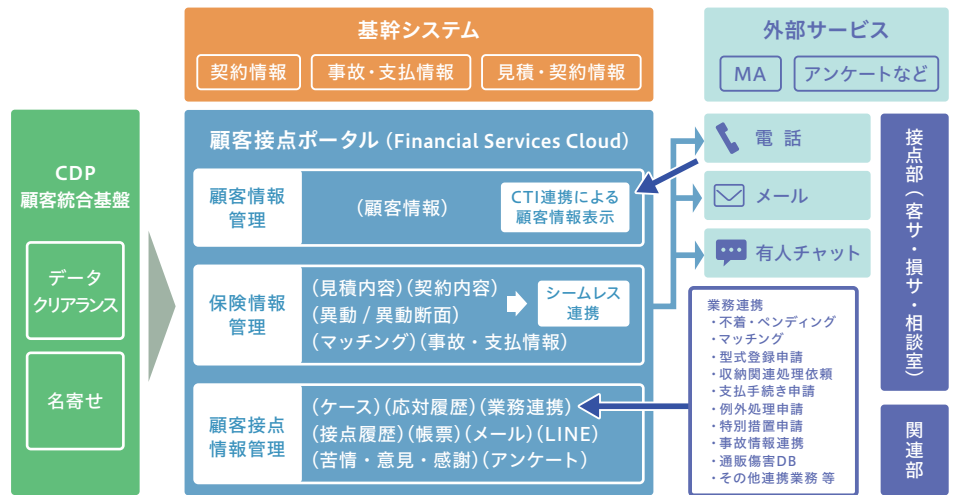 基幹システム
契約情報
事故・支払情報
見積・契約情報
外部サービス
MA
アンケートなど
CDP
顧客統合基盤
データ
クリアランス
名寄せ
顧客接点ポータル（Financial Services Cloud）
顧客情報
管理
（顧客情報）
CTI連携による
顧客情報表示
保険情報
管理
（見積内容）（契約内容）
（異動 / 異動断面）
（マッチング）（事故・支払情報）
シームレス
連携
顧客接点
情報管理
（ケース）（応対履歴）（業務連携）
（接点履歴）（帳票）（メール）（LINE）
（苦情・意見・感謝）（アンケート）
電話
メール
有人チャット
業務連携
・不着・ペンディング
・マッチング
・型式登録申請
・収納関連処理依頼
・支払手続き申請
・例外処理申請
・特別措置申請
・事故情報連携
・通販傷害DB
・その他連携業務 等
接点部（客サ・損サ・相談室）
関連部